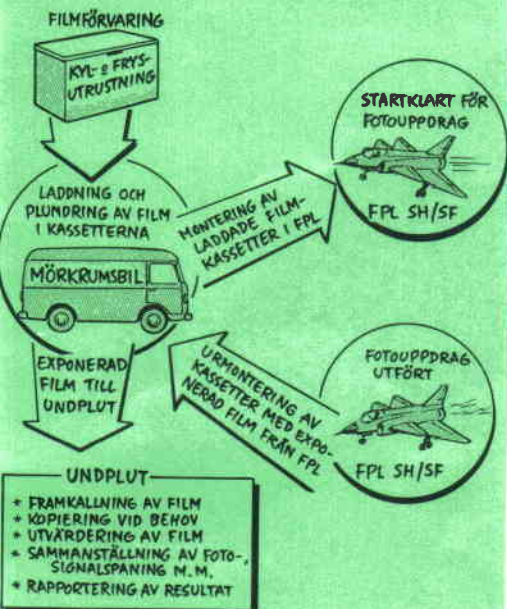 FILMFÖRVARING
KYL- o FRYS-
UTRUSTNING
LADDNING OCH
PLUNDRING AV FILM
I KASSETTERNA
MÖRKRUMSBIL
MONTERING AV
LADDADE FILM-
KASSETTER I FPL
STARTKLART FÖR
FOTOUPPDRAG
FPL SH/SF
FOTOUPPDRAG
UTFÖRT
FPL SH/SF
URMONTERING AV
KASSETTER MED EXPO-
NERAD FILM FRÅN FPL
EXPONERAD
FILM TILL
UNDPLUT
UNDPLUT
* FRAMKALLNING AV FILM
* KOPIERING VID BEHOV
* UTVÄRDERING AV FILM
* SAMMANSTÄLLNING AV FOTO-,
SIGNALSPANING M.M.
* RAPPORTERING AV RESULTAT